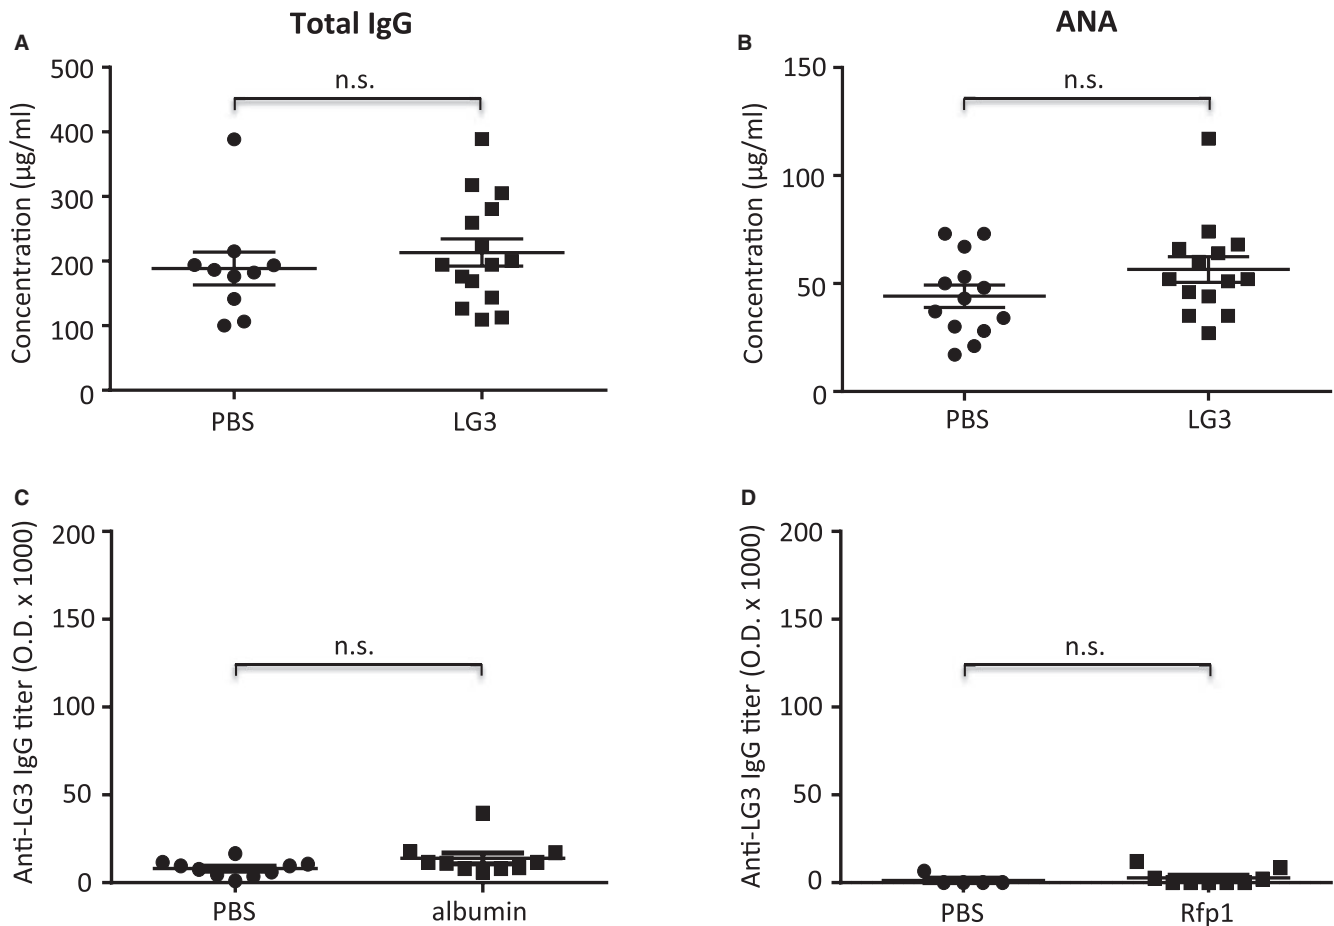 Total IgG
A
500
400
300
200
100
0
Concentration (µg/ml)
n.s.
PBS
LG3
ANA
B
150
100
50
0
Concentration (µg/ml)
n.s.
PBS
LG3
C
200
150
100
50
0
Anti-LG3 IgG titer (O.D. x 1000)
n.s.
PBS
albumin
D
200
150
100
50
0
Anti-LG3 IgG titer (O.D. x 1000)
n.s.
PBS
Rfp1